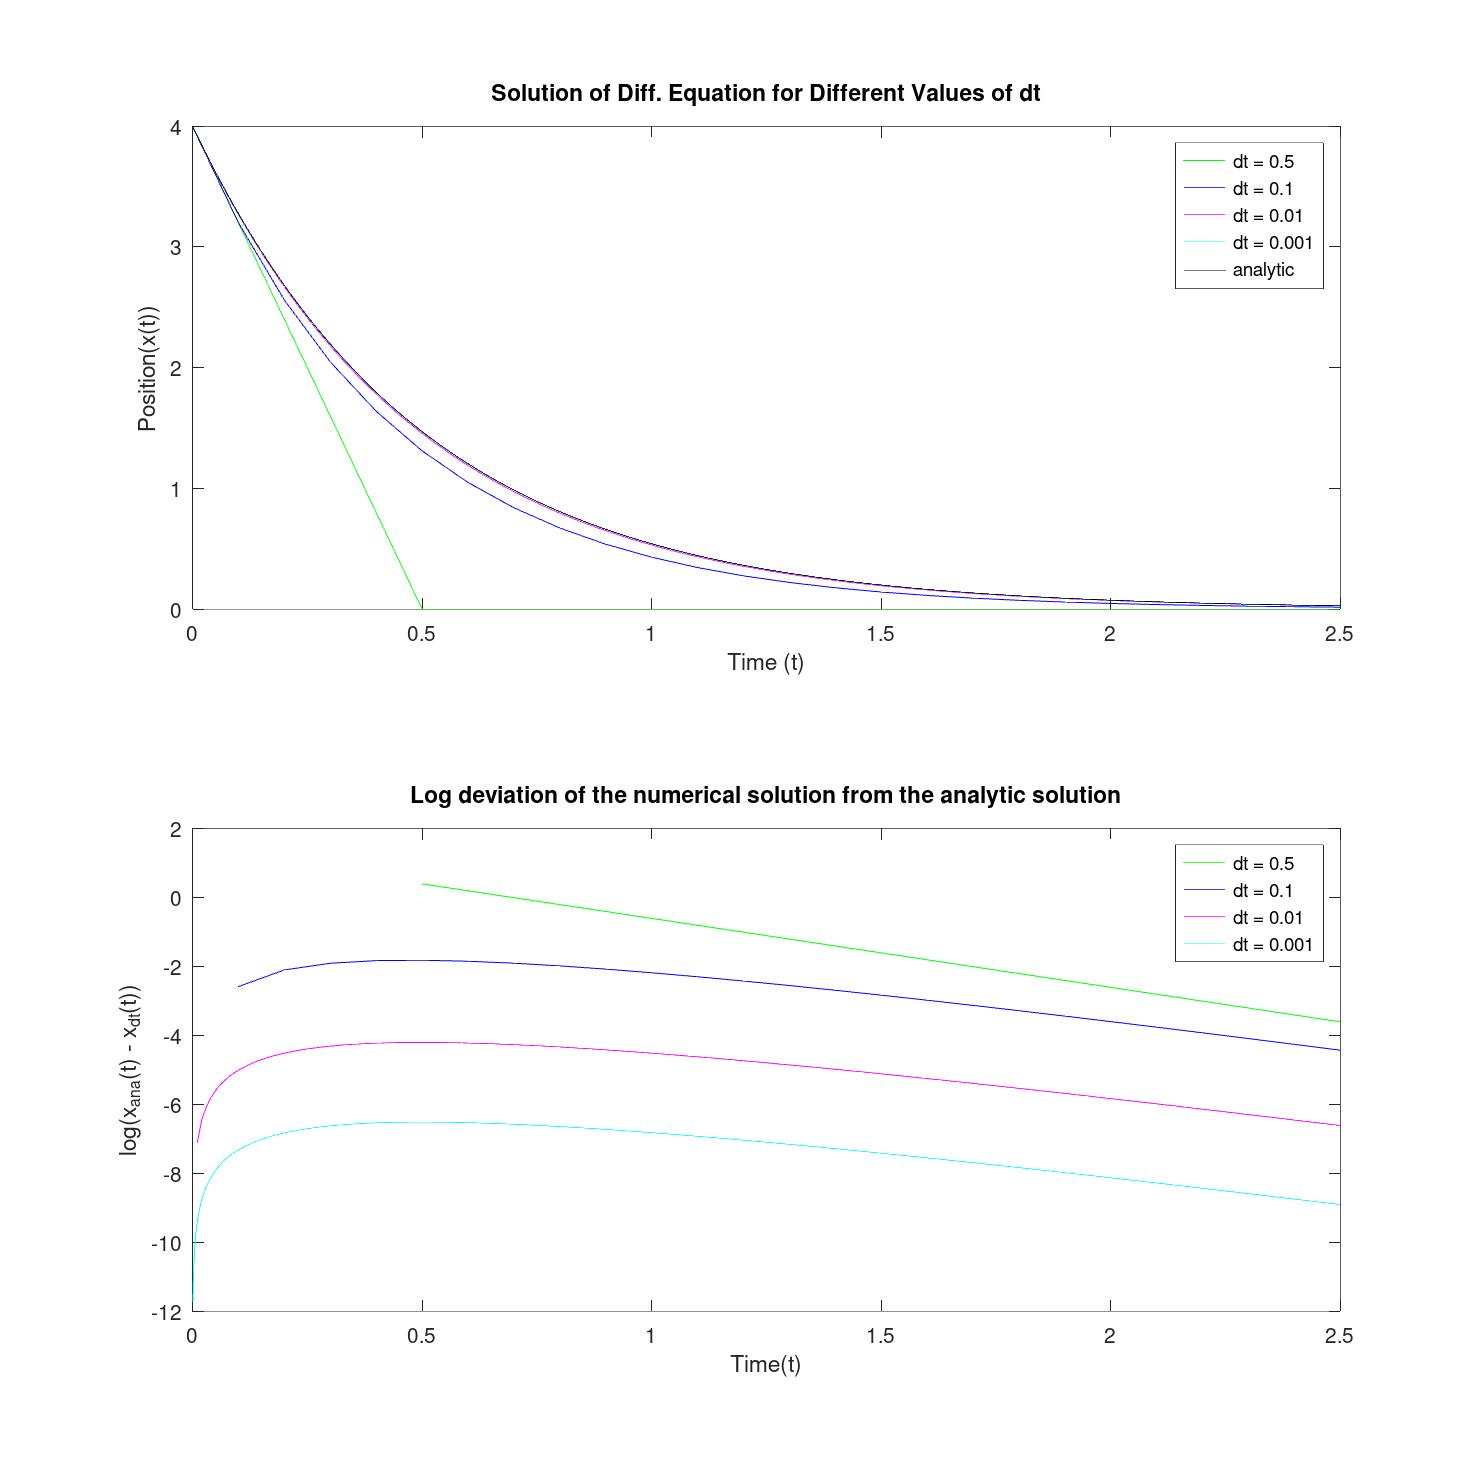 Solution of Diff. Equation for Different Values of dt
4
3
2
1
0
Position(x(t))
dt = 0.5
dt = 0.1
dt = 0.01
dt = 0.001
analytic
0 0.5 1 1.5 2 2.5
Time (t)
Log deviation of the numerical solution from the analytic solution
2
0
-2
-4
-6
-8
-10
-12
log(x_ana(t) - x_dt(t))
dt = 0.5
dt = 0.1
dt = 0.01
dt = 0.001
0 0.5 1 1.5 2 2.5
Time(t)